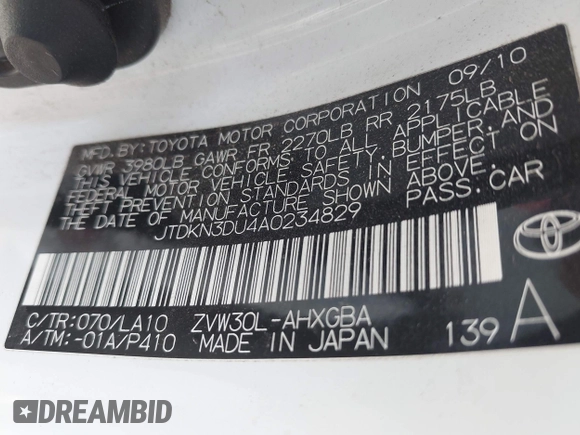 MFD. BY: TOYOTA MOTOR CORPORATION 09/10
GVWR 3980LB GAWR FR 2270LB RR 2175LB
THIS VEHICLE CONFORMS TO ALL APPLICABLE
FEDERAL MOTOR VEHICLE SAFETY, BUMPER, AND
THEFT PREVENTION STANDARDS IN EFFECT ON
THE DATE OF MANUFACTURE SHOWN ABOVE.
JTDKN3DU4A0234829 PASS. CAR
C/TR: 070/LA10 ZVW30L-AHXGBA
A/TM: -01A/P410 MADE IN JAPAN 139 A
DREAMBID